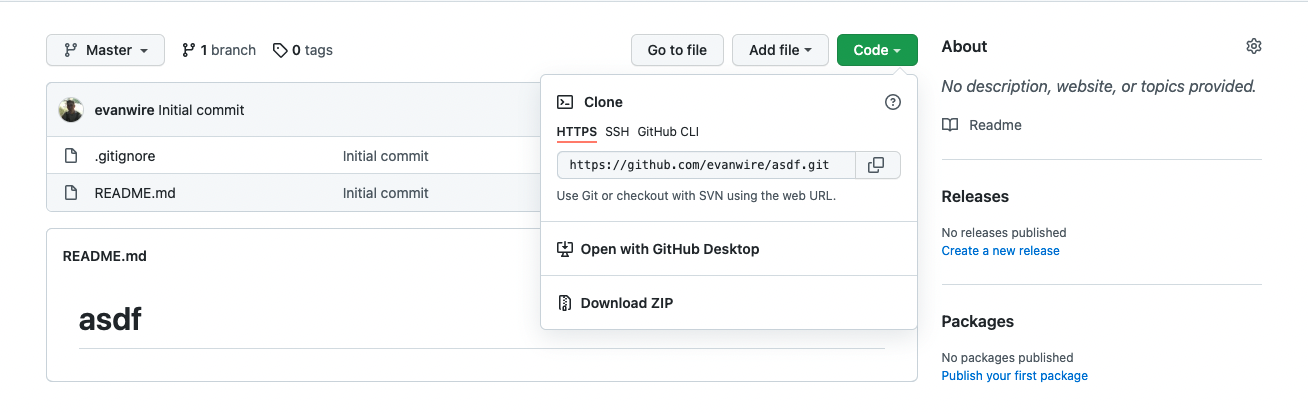 Master 1 branch 0 tags Go to file Add file Code
evanwire Initial commit
.gitignore Initial commit
README.md Initial commit
README.md
asdf
Clone
HTTPS SSH GitHub CLI
https://github.com/evanwire/asdf.git
Use Git or checkout with SVN using the web URL.
Open with GitHub Desktop
Download ZIP
About
No description, website, or topics provided.
Readme
Releases
No releases published
Create a new release
Packages
No packages published
Publish your first package